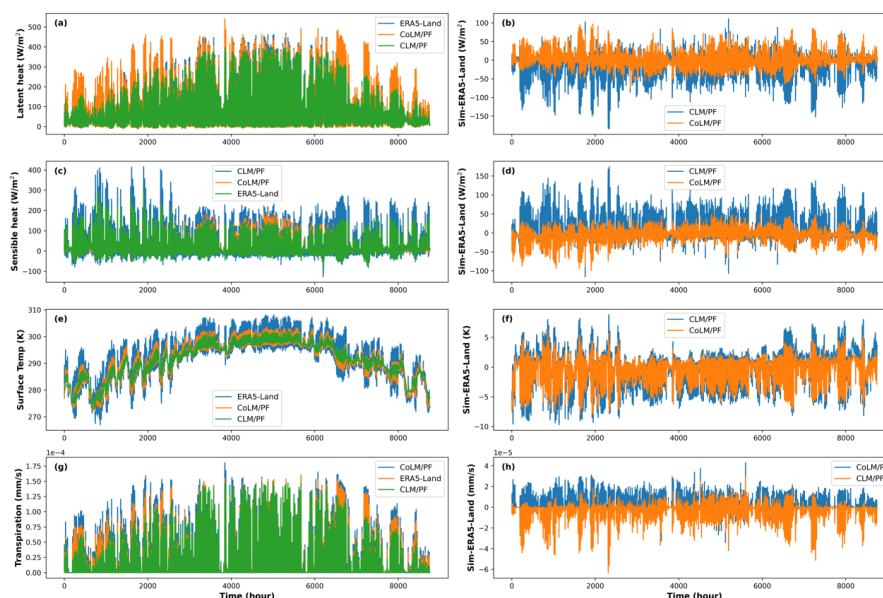 (a)
ERA5-Land
CoLM/PF
CLM/PF
Latent heat (W/m²)
500
400
300
200
100
0
0
2000
4000
6000
8000
(b)
CLM/PF
CoLM/PF
Sim-ERA5-Land (W/m²)
100
50
0
−50
−100
−150
0
2000
4000
6000
8000
(c)
CLM/PF
CoLM/PF
ERA5-Land
Sensible heat (W/m²)
400
300
200
100
0
−100
0
2000
4000
6000
8000
(d)
CLM/PF
CoLM/PF
Sim-ERA5-Land (W/m²)
150
100
50
0
−50
−100
0
2000
4000
6000
8000
(e)
ERA5-Land
CoLM/PF
CLM/PF
Surface Temp (K)
310
300
290
280
270
0
2000
4000
6000
8000
(f)
CLM/PF
CoLM/PF
Sim-ERA5-Land (K)
5
0
−5
−10
0
2000
4000
6000
8000
1e−4
(g)
CoLM/PF
ERA5-Land
CLM/PF
Transpiration (mm/s)
1.75
1.50
1.25
1.00
0.75
0.50
0.25
0.00
0
2000
4000
6000
8000
Time (hour)
1e−5
(h)
CoLM/PF
CLM/PF
Sim-ERA5-Land (mm/s)
4
2
0
−2
−4
−6
0
2000
4000
6000
8000
Time (hour)